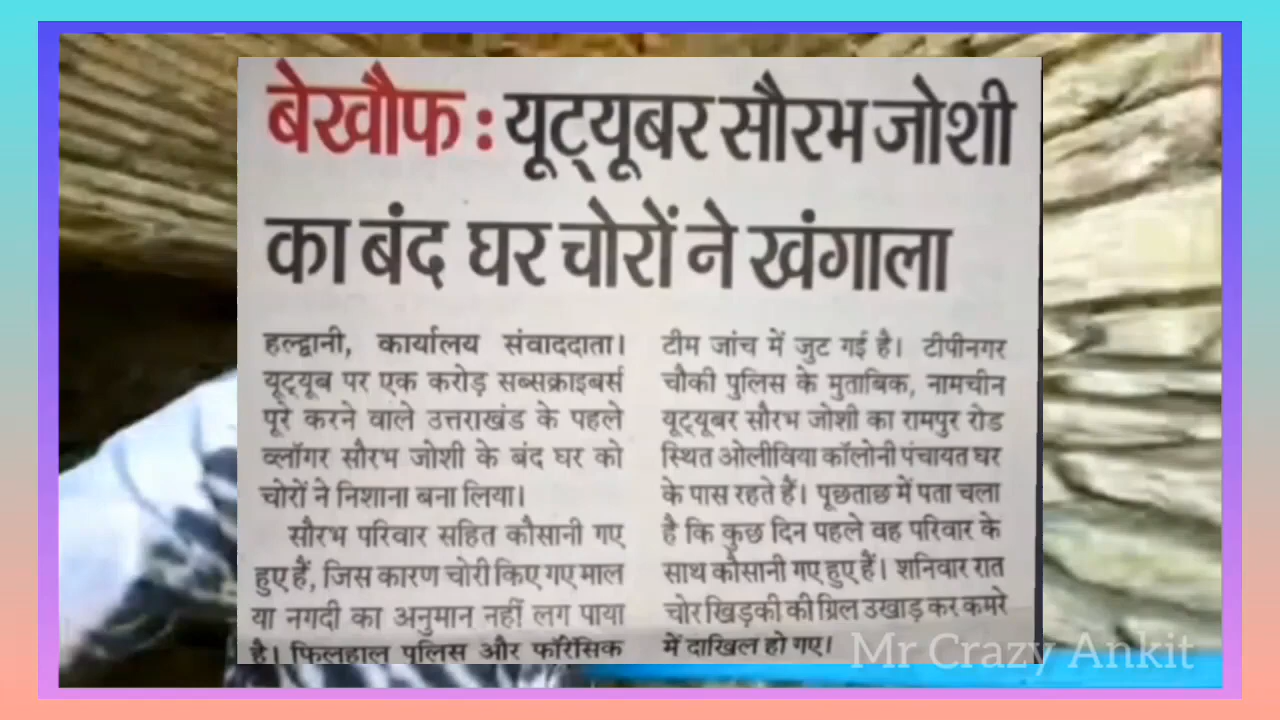 बेखौफ : यूट्यूबर सौरभ जोशी
का बंद घर चोरों ने खंगाला
हल्द्वानी, कार्यालय संवाददाता।
यूट्यूब पर एक करोड़ सब्सक्राइबर्स
पूरे करने वाले उत्तराखंड के पहले
व्लॉगर सौरभ जोशी के बंद घर को
चोरों ने निशाना बना लिया।
सौरभ परिवार सहित कौसानी गए
हुए हैं, जिस कारण चोरी किए गए माल
या नगदी का अनुमान नहीं लग पाया
है। फिलहाल पुलिस और फॉरेंसिक
टीम जांच में जुट गई है। टीपीनगर
चौकी पुलिस के मुताबिक, नामचीन
यूट्यूबर सौरभ जोशी का रामपुर रोड
स्थित ओलीविया कॉलोनी पंचायत घर
के पास रहते हैं। पूछताछ में पता चला
है कि कुछ दिन पहले वह परिवार के
साथ कौसानी गए हुए हैं। शनिवार रात
चोर खिड़की की ग्रिल उखाड़ कर कमरे
में दाखिल हो गए।
Mr Crazy Ankit